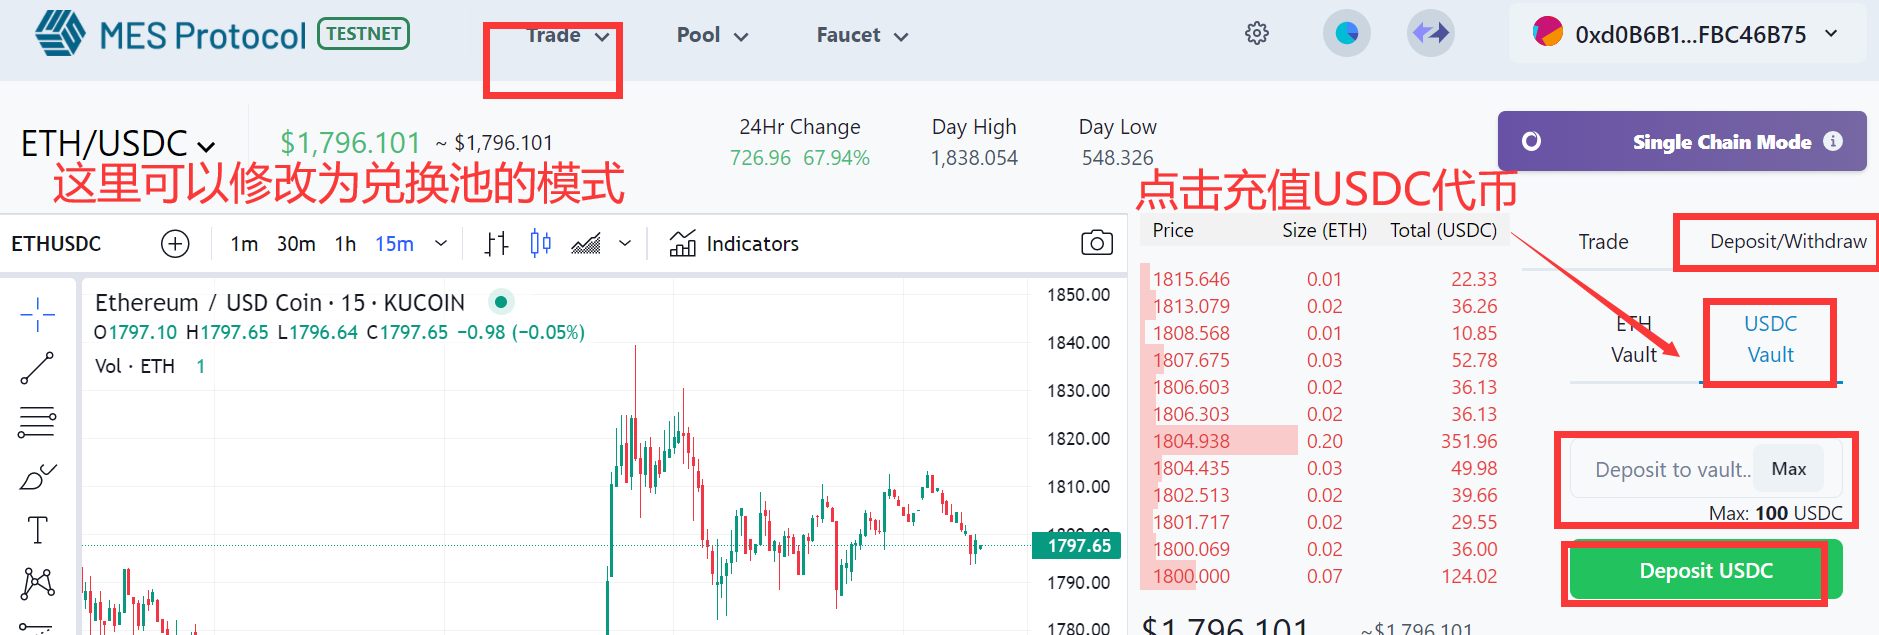 MES Protocol TESTNET Trade Pool Faucet 0xd0B6B1...FBC46B75
ETH/USDC $1,796.101 ~ $1,796.101
24Hr Change Day High Day Low
726.96 67.94% 1,838.054 548.326
Single Chain Mode
这里可以修改为兑换池的模式
点击充值USDC代币
ETHUSDC 1m 30m 1h 15m Indicators
Ethereum / USD Coin · 15 · KUCOIN
O1797.10 H1797.65 L1796.64 C1797.65 −0.98 (−0.05%)
Vol · ETH 1
1850.00
1840.00
1830.00
1820.00
1810.00
1800.00
1797.65
1790.00
1780.00
Price Size (ETH) Total (USDC)
1815.646 0.01 22.33
1813.079 0.02 36.26
1808.568 0.01 10.85
1807.675 0.03 52.78
1806.603 0.02 36.13
1806.303 0.02 36.13
1804.938 0.20 351.96
1804.435 0.03 49.98
1802.513 0.02 39.66
1801.717 0.02 29.55
1800.069 0.02 36.00
1800.000 0.07 124.02
$1,796.101 ~$1,796.101
Trade Deposit/Withdraw
ETH
Vault
USDC
Vault
Deposit to vault.. Max
Max: 100 USDC
Deposit USDC